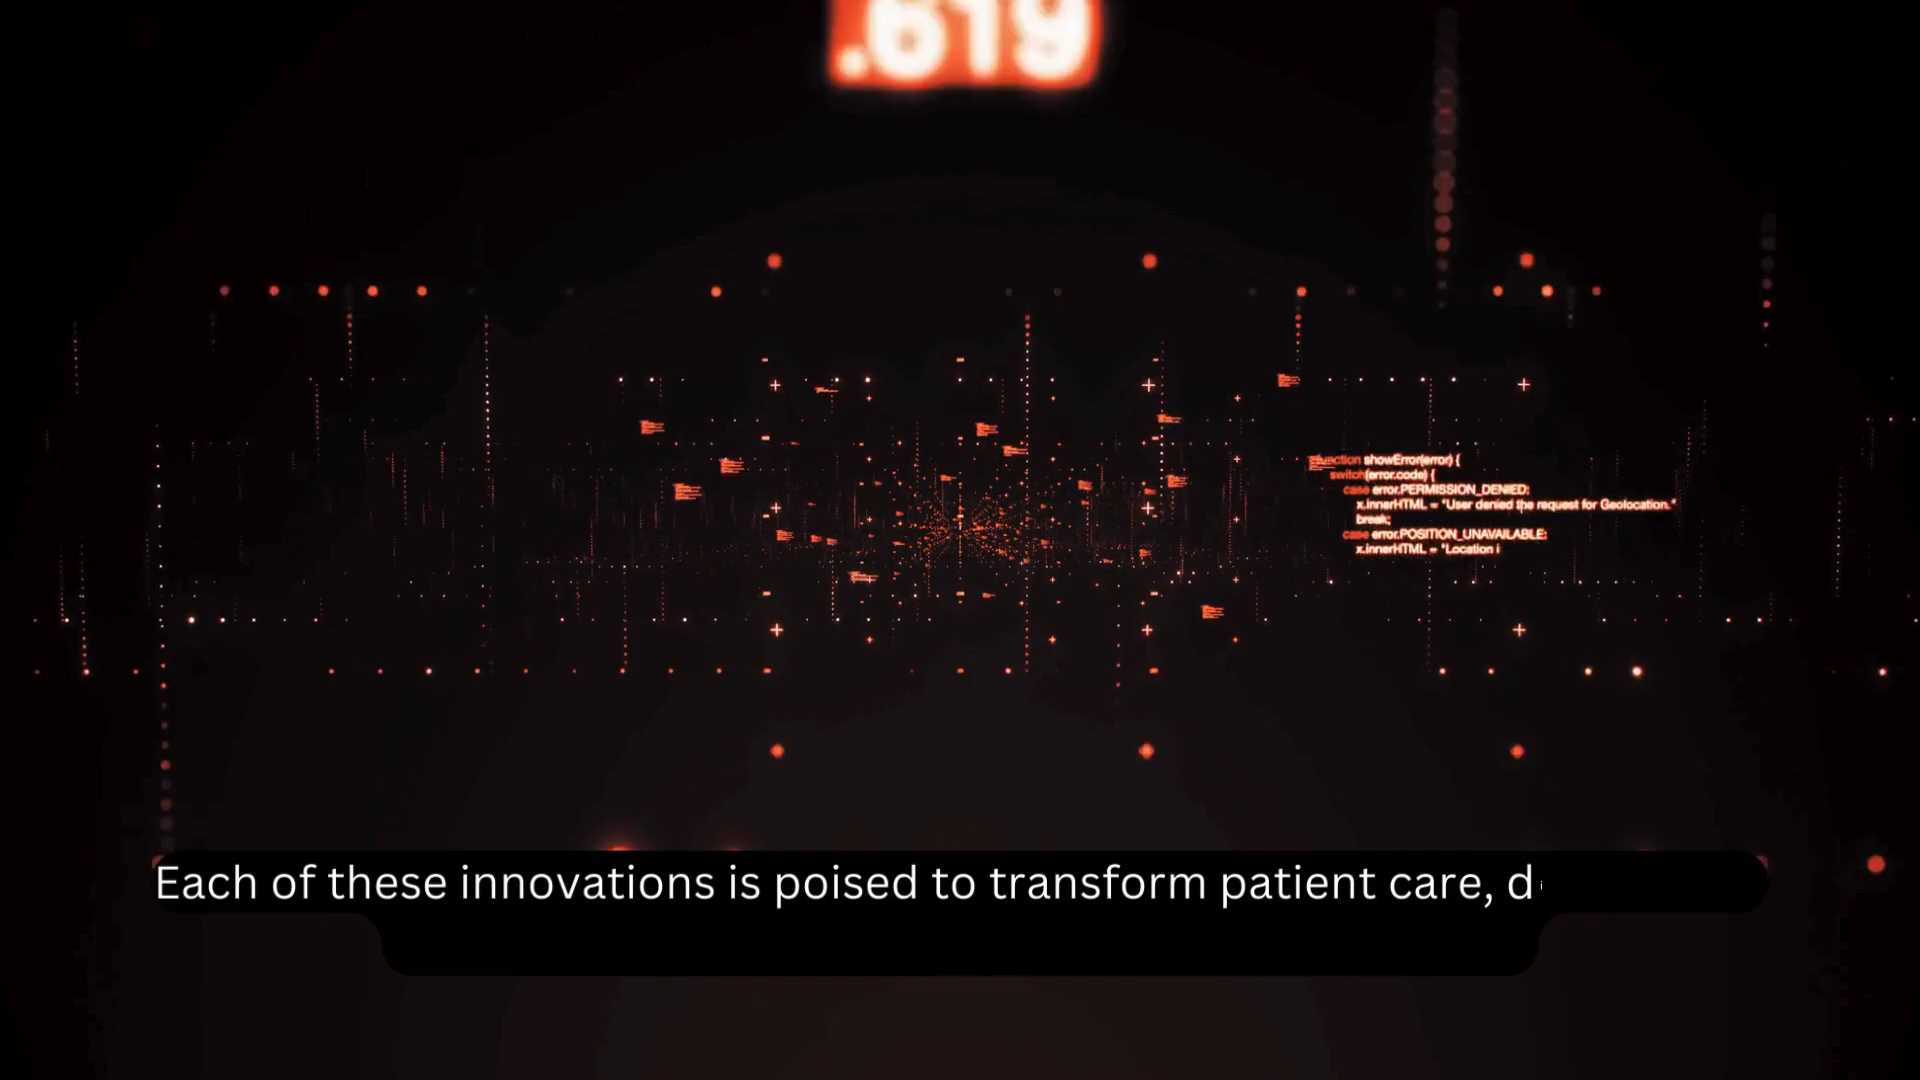 .619
function showError(error) {
switch(error.code) {
case error.PERMISSION_DENIED:
x.innerHTML = "User denied the request for Geolocation."
break;
case error.POSITION_UNAVAILABLE:
x.innerHTML = "Location i
Each of these innovations is poised to transform patient care, d